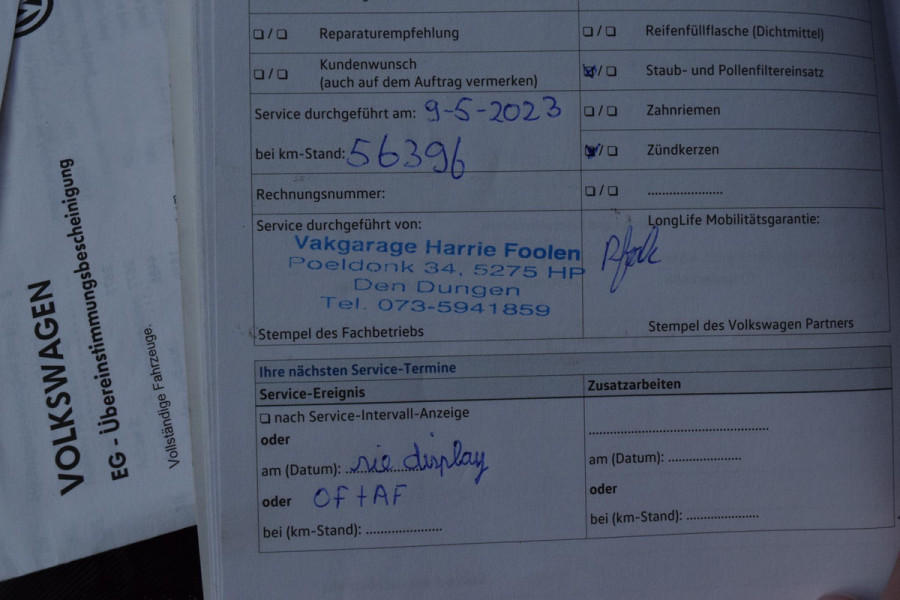 VOLKSWAGEN
EG - Übereinstimmungsbescheinigung
Vollständige Fahrzeuge.
❏ / ❏ Reparaturempfehlung
❏ / ❏ Kundenwunsch
(auch auf dem Auftrag vermerken)
Service durchgeführt am: 9-5-2023
bei km-Stand: 56396
Rechnungsnummer:
Service durchgeführt von:
Vakgarage Harrie Foolen
Poeldonk 34, 5275 HP
Den Dungen
Tel. 073-5941859
Stempel des Fachbetriebs
❏ / ❏ Reifenfüllflasche (Dichtmittel)
❏ / ❏ Staub- und Pollenfiltereinsatz
❏ / ❏ Zahnriemen
❏ / ❏ Zündkerzen
❏ / ❏ ......................
LongLife Mobilitätsgarantie:
Stempel des Volkswagen Partners
Ihre nächsten Service-Termine
Service-Ereignis
❏ nach Service-Intervall-Anzeige
oder
am (Datum): display
oder OF + AF
bei (km-Stand): ......................
Zusatzarbeiten
......................................................
am (Datum): .....................
oder
bei (km-Stand): .....................